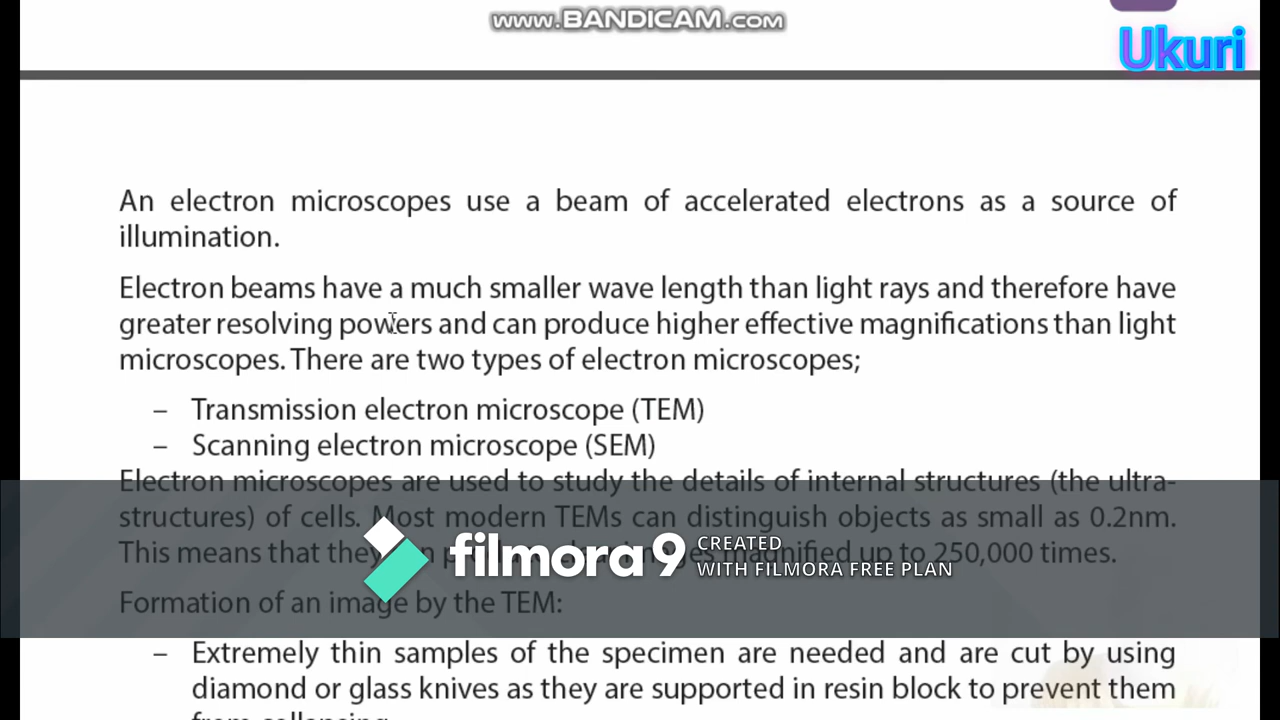 www.BANDICAM.com
Ukuri
An electron microscopes use a beam of accelerated electrons as a source of
illumination.
Electron beams have a much smaller wave length than light rays and therefore have
greater resolving powers and can produce higher effective magnifications than light
microscopes. There are two types of electron microscopes;
– Transmission electron microscope (TEM)
– Scanning electron microscope (SEM)
Electron microscopes are used to study the details of internal structures (the ultra-
structures) of cells. Most modern TEMs can distinguish objects as small as 0.2nm.
This means that they magnified up to 250,000 times.
filmora9 CREATED
WITH FILMORA FREE PLAN
Formation of an image by the TEM:
– Extremely thin samples of the specimen are needed and are cut by using
diamond or glass knives as they are supported in resin block to prevent them
from collapsing